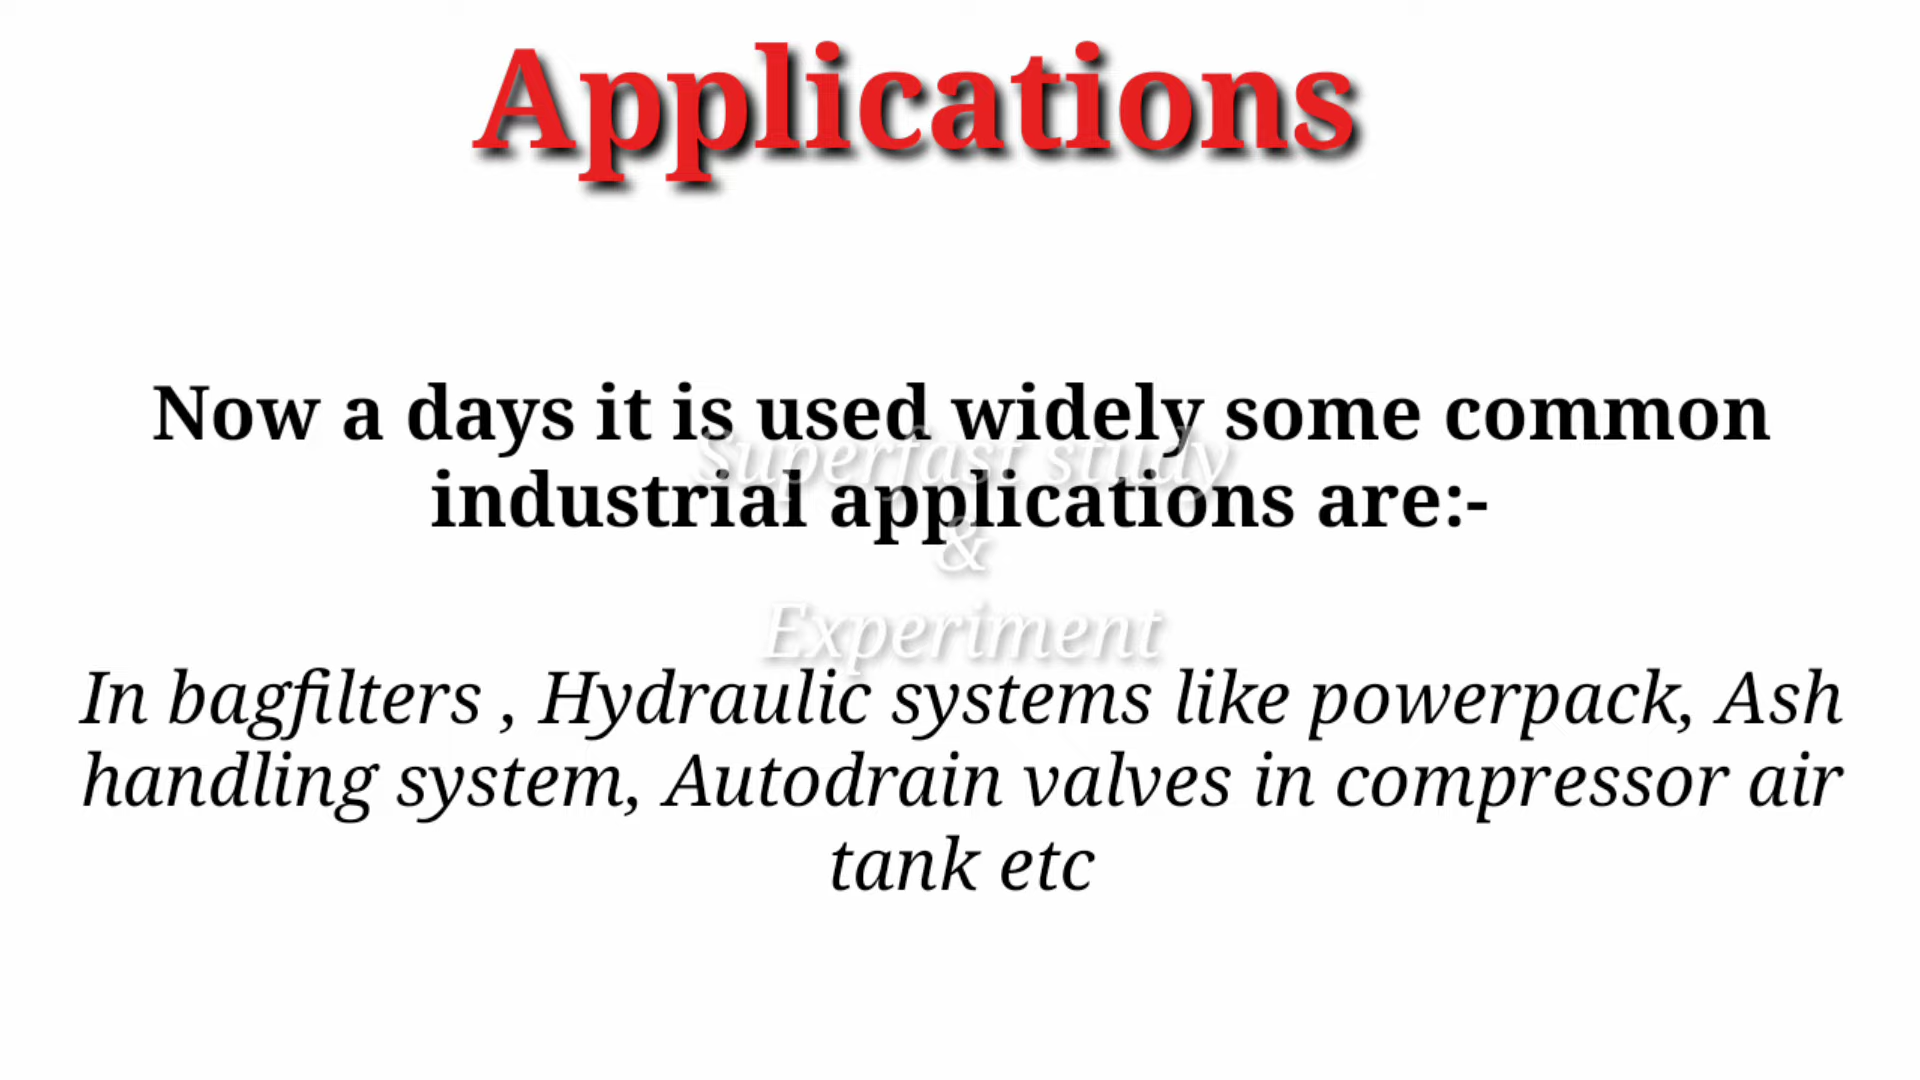 Applications
Now a days it is used widely some common
industrial applications are:-
Superfast study
&
Experiment
In bagfilters , Hydraulic systems like powerpack, Ash
handling system, Autodrain valves in compressor air
tank etc